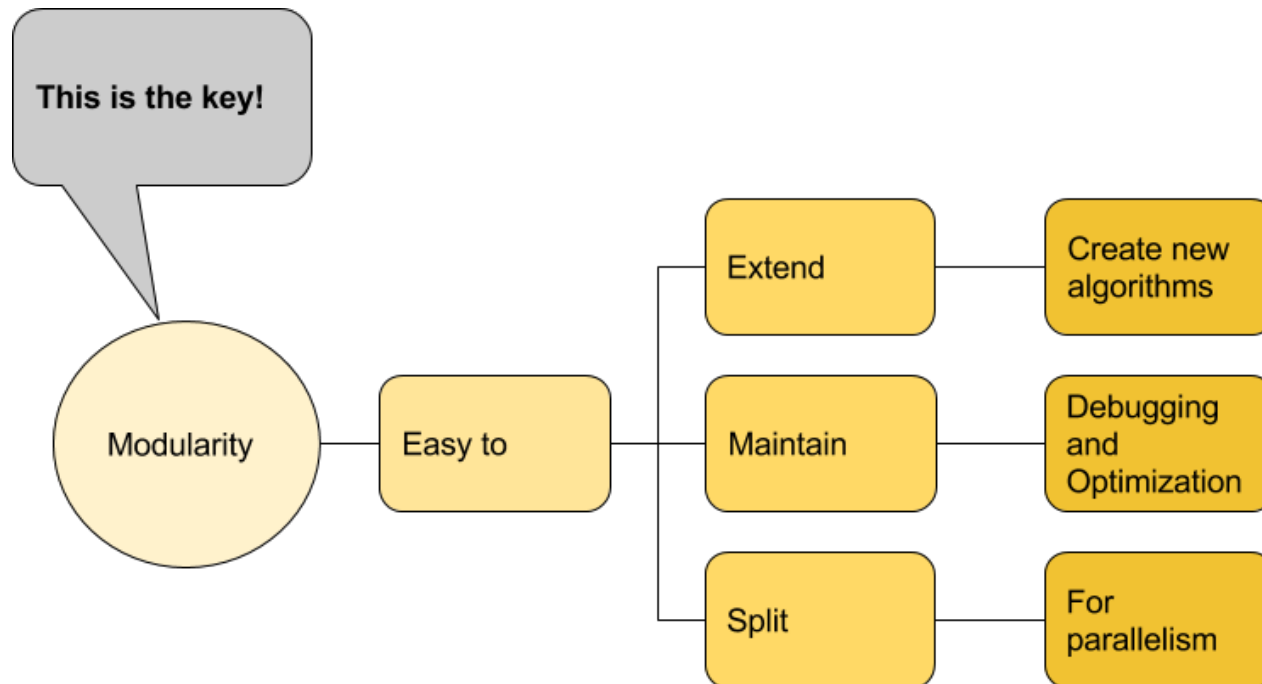 This is the key!
Extend
Create new
algorithms
Modularity
Easy to
Maintain
Debugging
and
Optimization
Split
For
parallelism